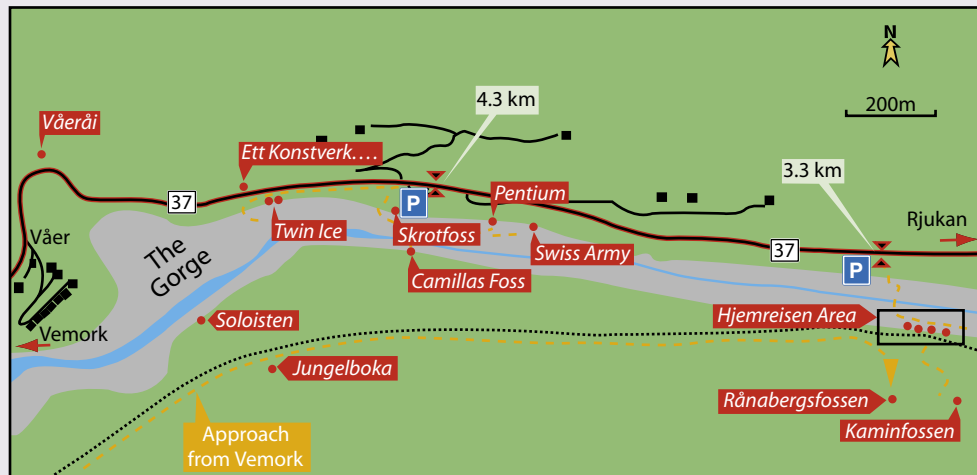 N
4.3 km
200m
Våeråi
Ett Konstverk....
3.3 km
37
P
Pentium
Rjukan
Twin Ice
Skrotfoss
Swiss Army
37
Våer
The
Gorge
Camillas Foss
P
Hjemreisen Area
Soloisten
Vemork
Jungelboka
Rånabergsfossen
Kaminfossen
Approach
from Vemork